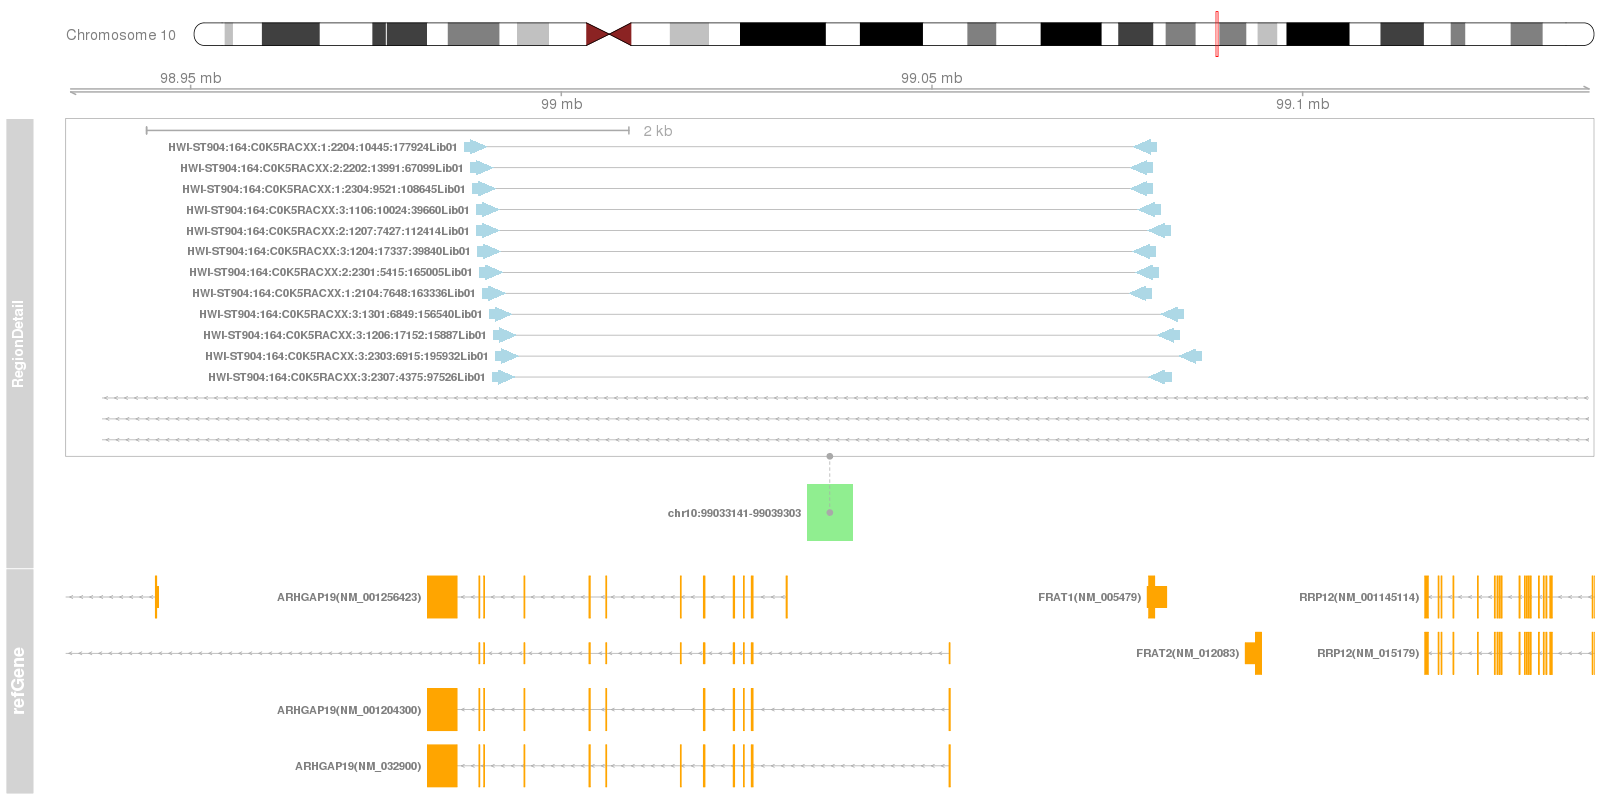 Chromosome 10
98.95 mb
99.05 mb
99 mb
99.1 mb
RegionDetail
2 kb
HWI-ST904:164:C0K5RACXX:1:2204:10445:177924Lib01
HWI-ST904:164:C0K5RACXX:2:2202:13991:67099Lib01
HWI-ST904:164:C0K5RACXX:1:2304:9521:108645Lib01
HWI-ST904:164:C0K5RACXX:3:1106:10024:39660Lib01
HWI-ST904:164:C0K5RACXX:2:1207:7427:112414Lib01
HWI-ST904:164:C0K5RACXX:3:1204:17337:39840Lib01
HWI-ST904:164:C0K5RACXX:2:2301:5415:165005Lib01
HWI-ST904:164:C0K5RACXX:1:2104:7648:163336Lib01
HWI-ST904:164:C0K5RACXX:3:1301:6849:156540Lib01
HWI-ST904:164:C0K5RACXX:3:1206:17152:15887Lib01
HWI-ST904:164:C0K5RACXX:3:2303:6915:195932Lib01
HWI-ST904:164:C0K5RACXX:3:2307:4375:97526Lib01
chr10:99033141-99039303
refGene
ARHGAP19(NM_001256423)
FRAT1(NM_005479)
RRP12(NM_001145114)
FRAT2(NM_012083)
RRP12(NM_015179)
ARHGAP19(NM_001204300)
ARHGAP19(NM_032900)